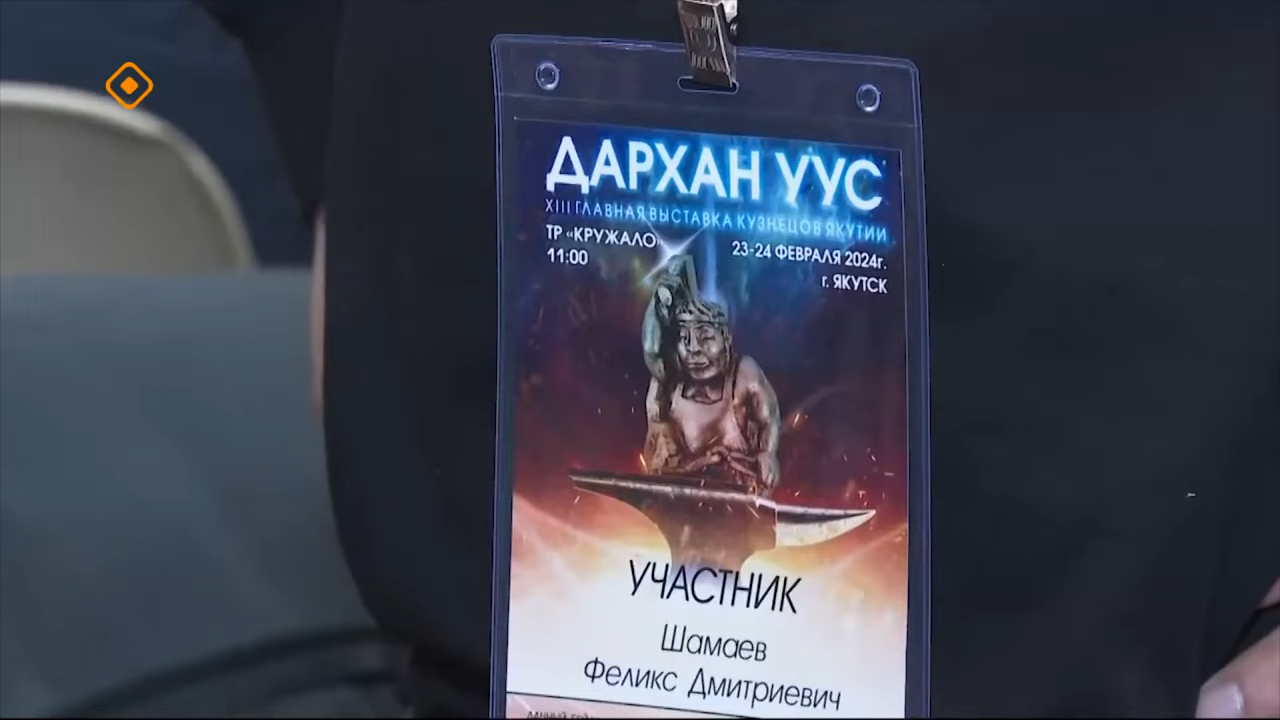 ДАРХАН УУС
XIII ГЛАВНАЯ ВЫСТАВКА КУЗНЕЦОВ ЯКУТИИ
ТР «КРУЖАЛО»
11:00
23-24 ФЕВРАЛЯ 2024г.
г. ЯКУТСК
УЧАСТНИК
Шамаев
Феликс Дмитриевич